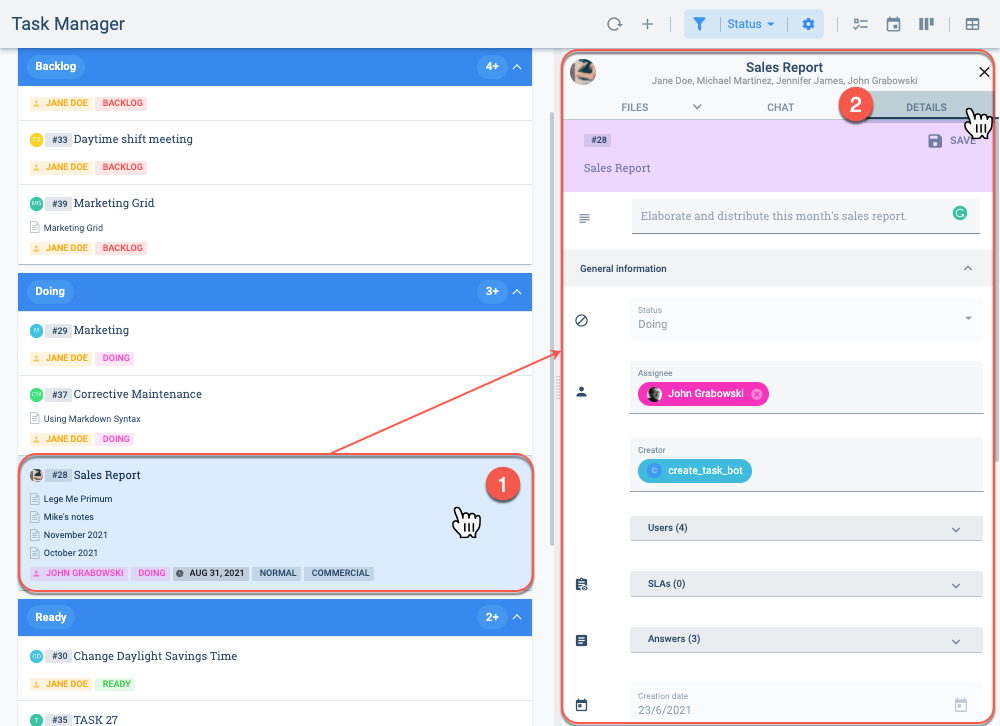 Task Manager
Status
Backlog
4+
JANE DOE BACKLOG
#33 Daytime shift meeting
JANE DOE BACKLOG
MG #39 Marketing Grid
Marketing Grid
JANE DOE BACKLOG
Doing
3+
M #29 Marketing
JANE DOE DOING
CM #37 Corrective Maintenance
Using Markdown Syntax
JANE DOE DOING
#28 Sales Report
1
Lege Me Primum
Mike's notes
November 2021
October 2021
JOHN GRABOWSKI DOING AUG 31, 2021 NORMAL COMMERCIAL
Ready
2+
CD #30 Change Daylight Savings Time
JANE DOE READY
T #35 TASK 27
Sales Report
Jane Doe, Michael Martinez, Jennifer James, John Grabowski
FILES CHAT 2 DETAILS
#28
SAVE
Sales Report
Elaborate and distribute this month's sales report.
General information
Status
Doing
Assignee
John Grabowski
Creator
C create_task_bot
Users (4)
SLAs (0)
Answers (3)
Creation date
23/6/2021